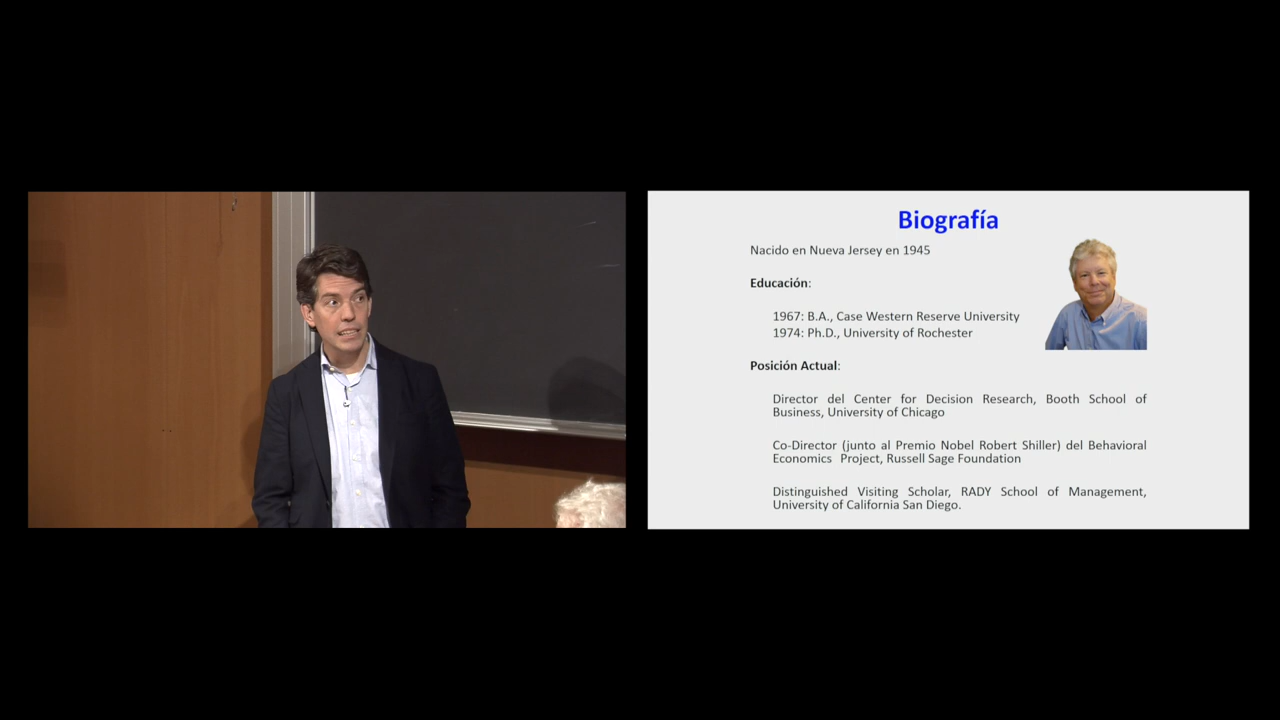 Biografía
Nacido en Nueva Jersey en 1945
Educación:
1967: B.A., Case Western Reserve University
1974: Ph.D., University of Rochester
Posición Actual:
Director del Center for Decision Research, Booth School of
Business, University of Chicago
Co-Director (junto al Premio Nobel Robert Shiller) del Behavioral
Economics Project, Russell Sage Foundation
Distinguished Visiting Scholar, RADY School of Management,
University of California San Diego.